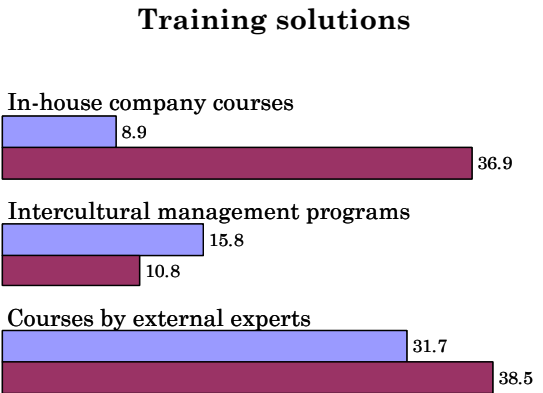 Training solutions
In-house company courses
8.9
36.9
Intercultural management programs
15.8
10.8
Courses by external experts
31.7
38.5